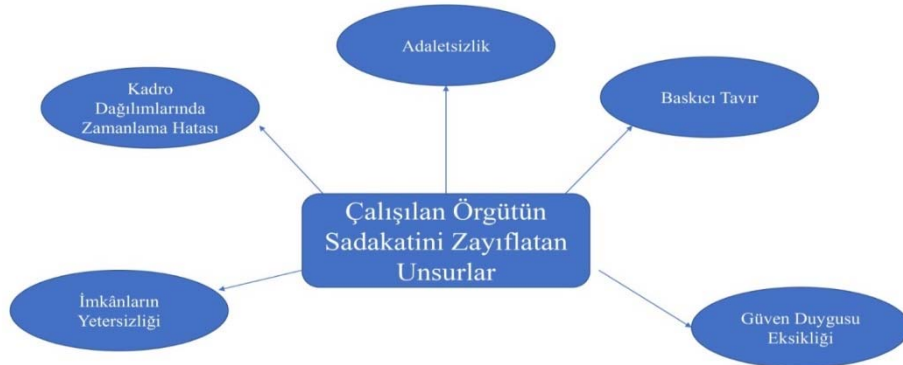 Adaletsizlik
Kadro
Dağılımlarında
Zamanlama Hatası
Baskıcı Tavır
Çalışılan Örgütün
Sadakatini Zayıflatan
Unsurlar
İmkânların
Yetersizliği
Güven Duygusu
Eksikliği